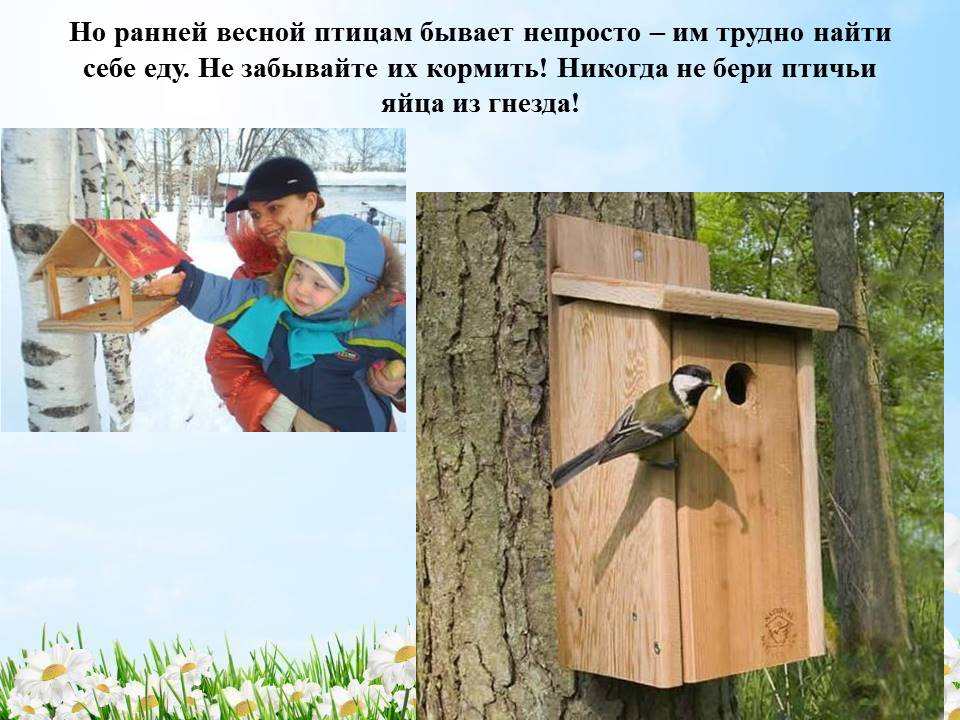 Но ранней весной птицам бывает непросто – им трудно найти
себе еду. Не забывайте их кормить! Никогда не бери птичьи
яйца из гнезда!
NATIONAL